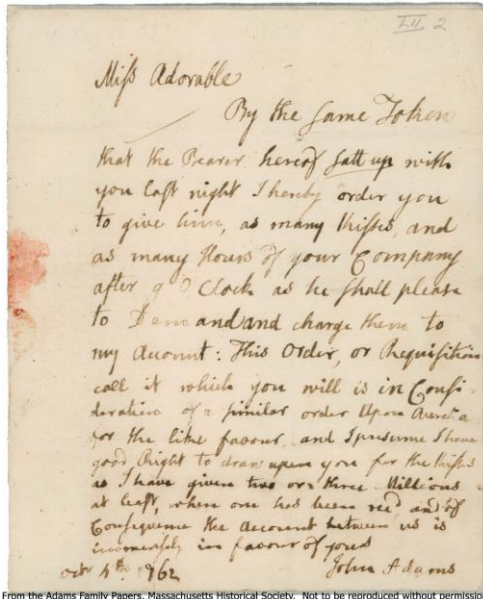 LII 2
Miss Adorable
By the same Token
that the Bearer hereof satt up with
you last night I hereby order you
to give him, as many Kisses, and
as many Hours of your Company
after 9 O Clock as he shall please
to Demand and charge them to
my Account: This Order, or Requisition
call it which you will is in Consi-
deration of a similar order Upon Aurelia
for the like favour, and I presume I have
good Right to draw upon you for the Kisses
as I have given two or three Millions
at least, when one has been recd and of
Consequence the Account between us is
immensely in favour of yours
John Adams
octr 4th 1762
From the Adams Family Papers, Massachusetts Historical Society. Not to be reproduced without permission